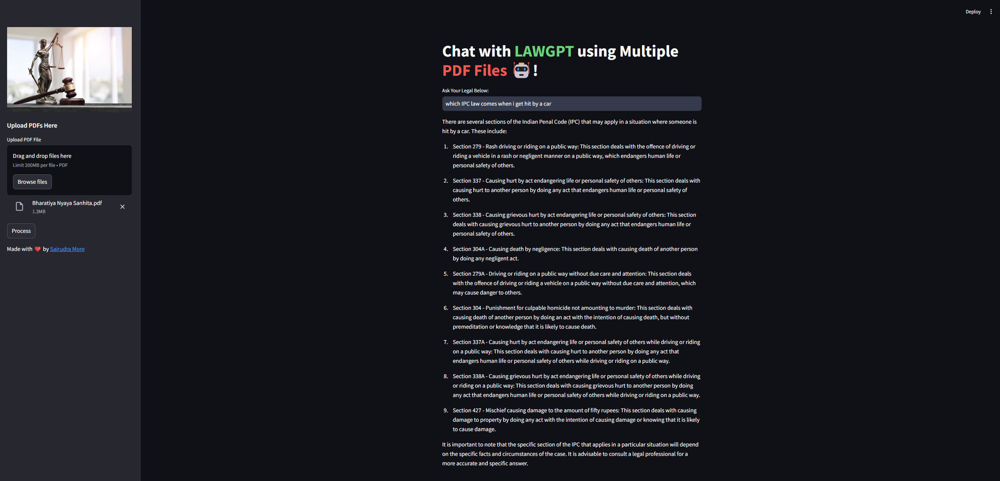 Deploy
Upload PDFs Here
Upload PDF File
Drag and drop files here
Limit 200MB per file • PDF
Browse files
Bharatiya Nyaya Sanhita.pdf
1.3MB
Process
Made with ❤️ by Sairudra More
Chat with LAWGPT using Multiple
PDF Files 🤖 !
Ask Your Legal Below:
which IPC law comes when i get hit by a car
There are several sections of the Indian Penal Code (IPC) that may apply in a situation where someone is
hit by a car. These include:
1. Section 279 - Rash driving or riding on a public way: This section deals with the offence of driving or
riding a vehicle in a rash or negligent manner on a public way, which endangers human life or
personal safety of others.
2. Section 337 - Causing hurt by act endangering life or personal safety of others: This section deals with
causing hurt to another person by doing any act that endangers human life or personal safety of
others.
3. Section 338 - Causing grievous hurt by act endangering life or personal safety of others: This section
deals with causing grievous hurt to another person by doing any act that endangers human life or
personal safety of others.
4. Section 304A - Causing death by negligence: This section deals with causing death of another person
by doing any negligent act.
5. Section 279A - Driving or riding on a public way without due care and attention: This section deals
with the offence of driving or riding a vehicle on a public way without due care and attention, which
may cause danger to others.
6. Section 304 - Punishment for culpable homicide not amounting to murder: This section deals with
causing death of another person by doing an act with the intention of causing death, but without
premeditation or knowledge that it is likely to cause death.
7. Section 337A - Causing hurt by act endangering life or personal safety of others while driving or riding
on a public way: This section deals with causing hurt to another person by doing any act that
endangers human life or personal safety of others while driving or riding on a public way.
8. Section 338A - Causing grievous hurt by act endangering life or personal safety of others while driving
or riding on a public way: This section deals with causing grievous hurt to another person by doing
any act that endangers human life or personal safety of others while driving or riding on a public way.
9. Section 427 - Mischief causing damage to the amount of fifty rupees: This section deals with causing
damage to property by doing any act with the intention of causing damage or knowing that it is likely
to cause damage.
It is important to note that the specific section of the IPC that applies in a particular situation will depend
on the specific facts and circumstances of the case. It is advisable to consult a legal professional for a
more accurate and specific answer.